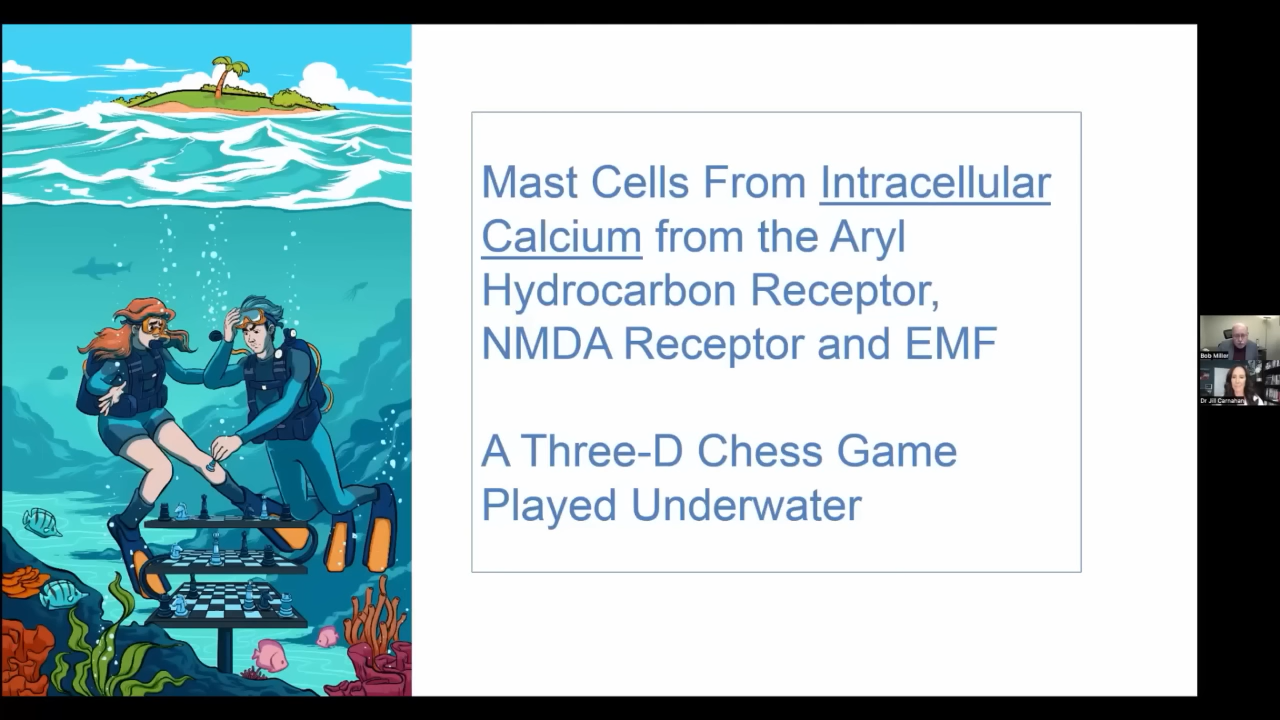 Mast Cells From Intracellular
Calcium from the Aryl
Hydrocarbon Receptor,
NMDA Receptor and EMF
A Three-D Chess Game
Played Underwater
Bob Miller
Dr Jill Carnahan